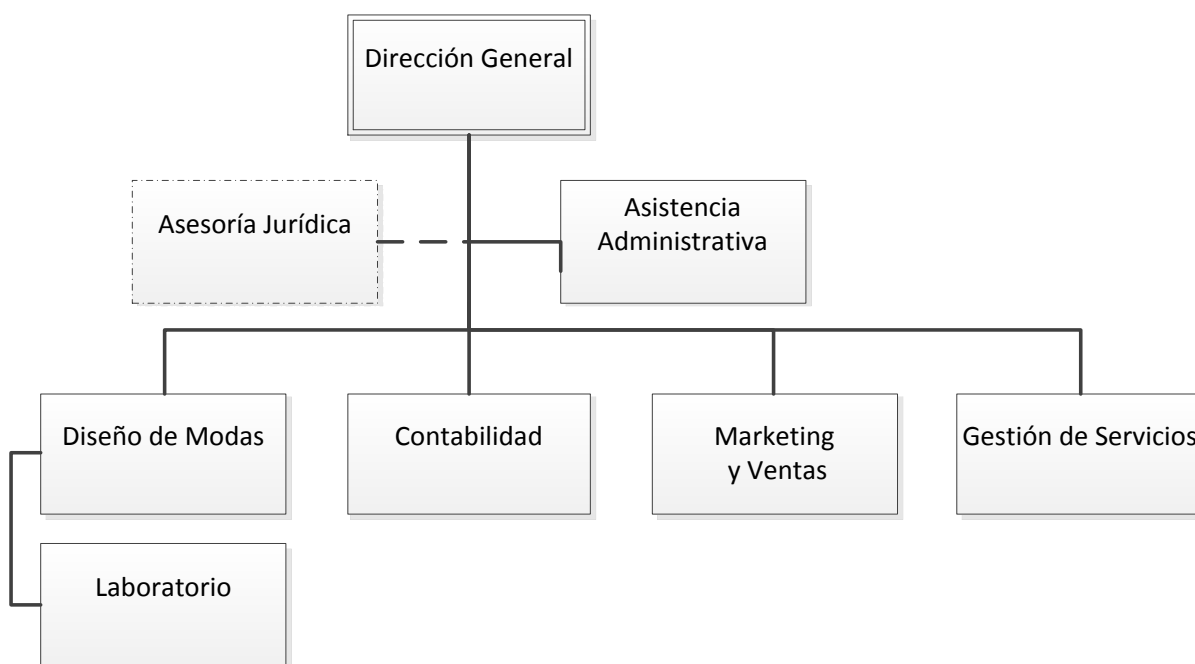 Dirección General
Asesoría Jurídica
Asistencia
Administrativa
Diseño de Modas
Contabilidad
Marketing
y Ventas
Gestión de Servicios
Laboratorio